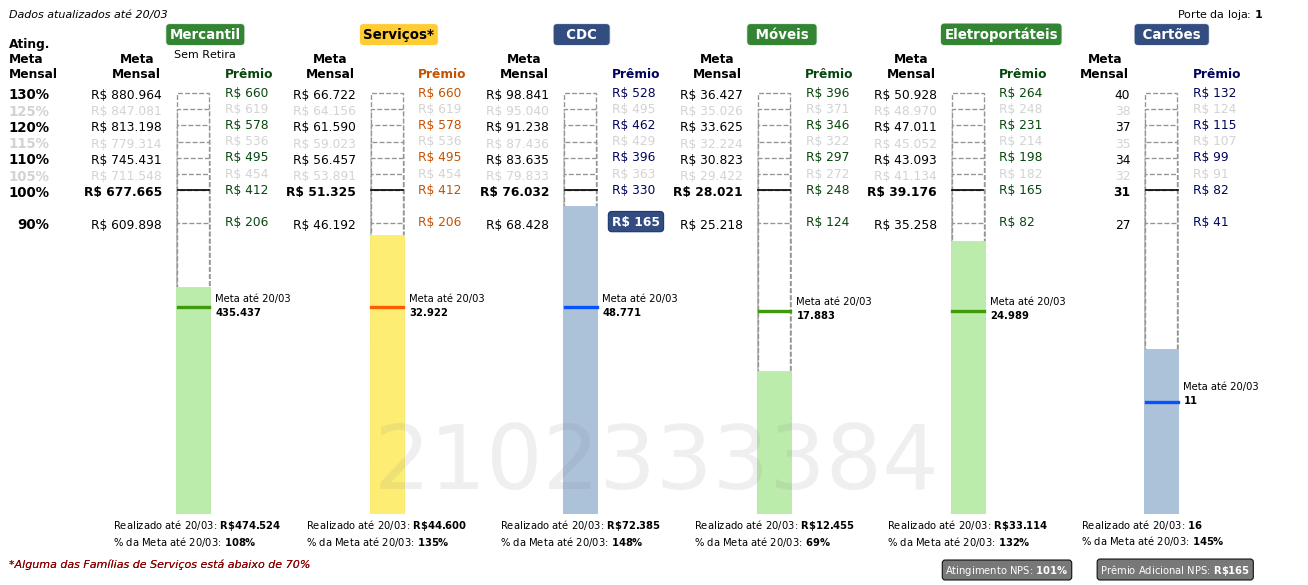 Dados atualizados até 20/03
Porte da loja: 1
Mercantil Serviços* CDC Móveis Eletroportáteis Cartões
Sem Retira
Ating. Meta Mensal
Meta Mensal Prêmio Meta Mensal Prêmio Meta Mensal Prêmio Meta Mensal Prêmio Meta Mensal Prêmio Meta Mensal Prêmio
130% R$ 880.964 R$ 660 R$ 66.722 R$ 660 R$ 98.841 R$ 528 R$ 36.427 R$ 396 R$ 50.928 R$ 264 40 R$ 132
125% R$ 847.081 R$ 619 R$ 64.156 R$ 619 R$ 95.040 R$ 495 R$ 35.026 R$ 371 R$ 48.970 R$ 248 38 R$ 124
120% R$ 813.198 R$ 578 R$ 61.590 R$ 578 R$ 91.238 R$ 462 R$ 33.625 R$ 346 R$ 47.011 R$ 231 37 R$ 115
115% R$ 779.314 R$ 536 R$ 59.023 R$ 536 R$ 87.436 R$ 429 R$ 32.224 R$ 322 R$ 45.052 R$ 214 35 R$ 107
110% R$ 745.431 R$ 495 R$ 56.457 R$ 495 R$ 83.635 R$ 396 R$ 30.823 R$ 297 R$ 43.093 R$ 198 34 R$ 99
105% R$ 711.548 R$ 454 R$ 53.891 R$ 454 R$ 79.833 R$ 363 R$ 29.422 R$ 272 R$ 41.134 R$ 182 32 R$ 91
100% R$ 677.665 R$ 412 R$ 51.325 R$ 412 R$ 76.032 R$ 330 R$ 28.021 R$ 248 R$ 39.176 R$ 165 31 R$ 82
90% R$ 609.898 R$ 206 R$ 46.192 R$ 206 R$ 68.428 R$ 165 R$ 25.218 R$ 124 R$ 35.258 R$ 82 27 R$ 41
Meta até 20/03 Meta até 20/03 Meta até 20/03 Meta até 20/03 Meta até 20/03
435.437 32.922 48.771 17.883 24.989
Meta até 20/03
11
2102333384
Realizado até 20/03: R$474.524 Realizado até 20/03: R$44.600 Realizado até 20/03: R$72.385 Realizado até 20/03: R$12.455 Realizado até 20/03: R$33.114 Realizado até 20/03: 16
% da Meta até 20/03: 108% % da Meta até 20/03: 135% % da Meta até 20/03: 148% % da Meta até 20/03: 69% % da Meta até 20/03: 132% % da Meta até 20/03: 145%
*Alguma das Famílias de Serviços está abaixo de 70%
Atingimento NPS: 101% Prêmio Adicional NPS: R$165